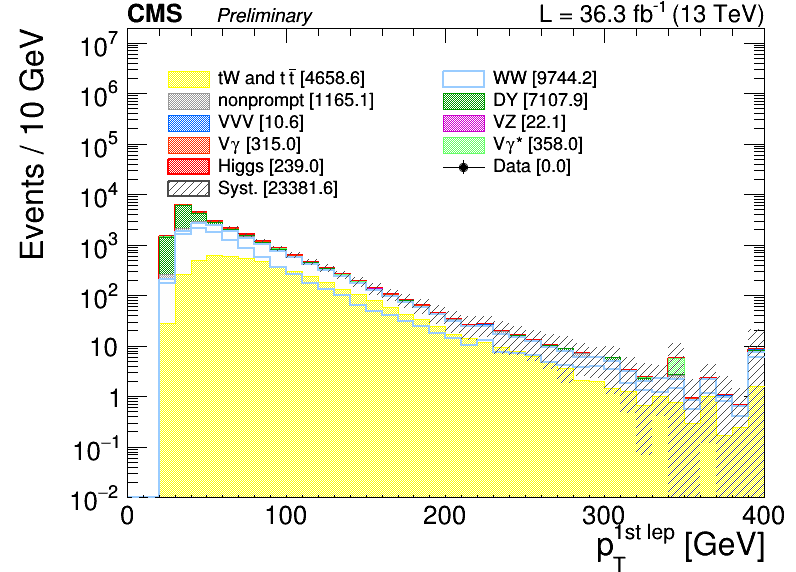 CMS Preliminary L = 36.3 fb⁻¹ (13 TeV)
Events / 10 GeV
10⁷
10⁶
10⁵
10⁴
10³
10²
10
1
10⁻¹
10⁻²
tW and t t̄ [4658.6] WW [9744.2]
nonprompt [1165.1] DY [7107.9]
VVV [10.6] VZ [22.1]
Vγ [315.0] Vγ* [358.0]
Higgs [239.0] Data [0.0]
Syst. [23381.6]
0 100 200 300 400
p_T^1st lep [GeV]